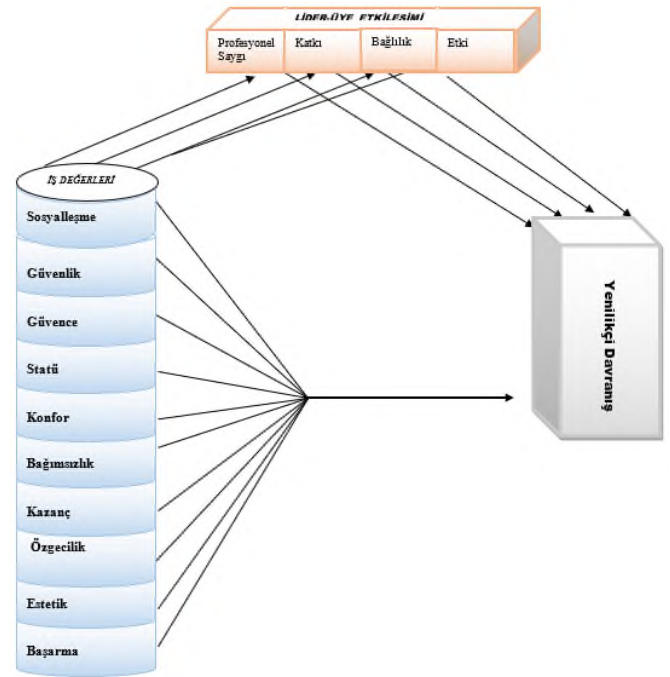 LİDER-ÜYE ETKİLEŞİMİ
Profesyonel Saygı
Katkı
Bağlılık
Etki
İŞ DEĞERLERİ
Sosyalleşme
Güvenlik
Güvence
Statü
Konfor
Bağımsızlık
Kazanç
Özgecilik
Estetik
Başarma
Yenilikçi Davranış